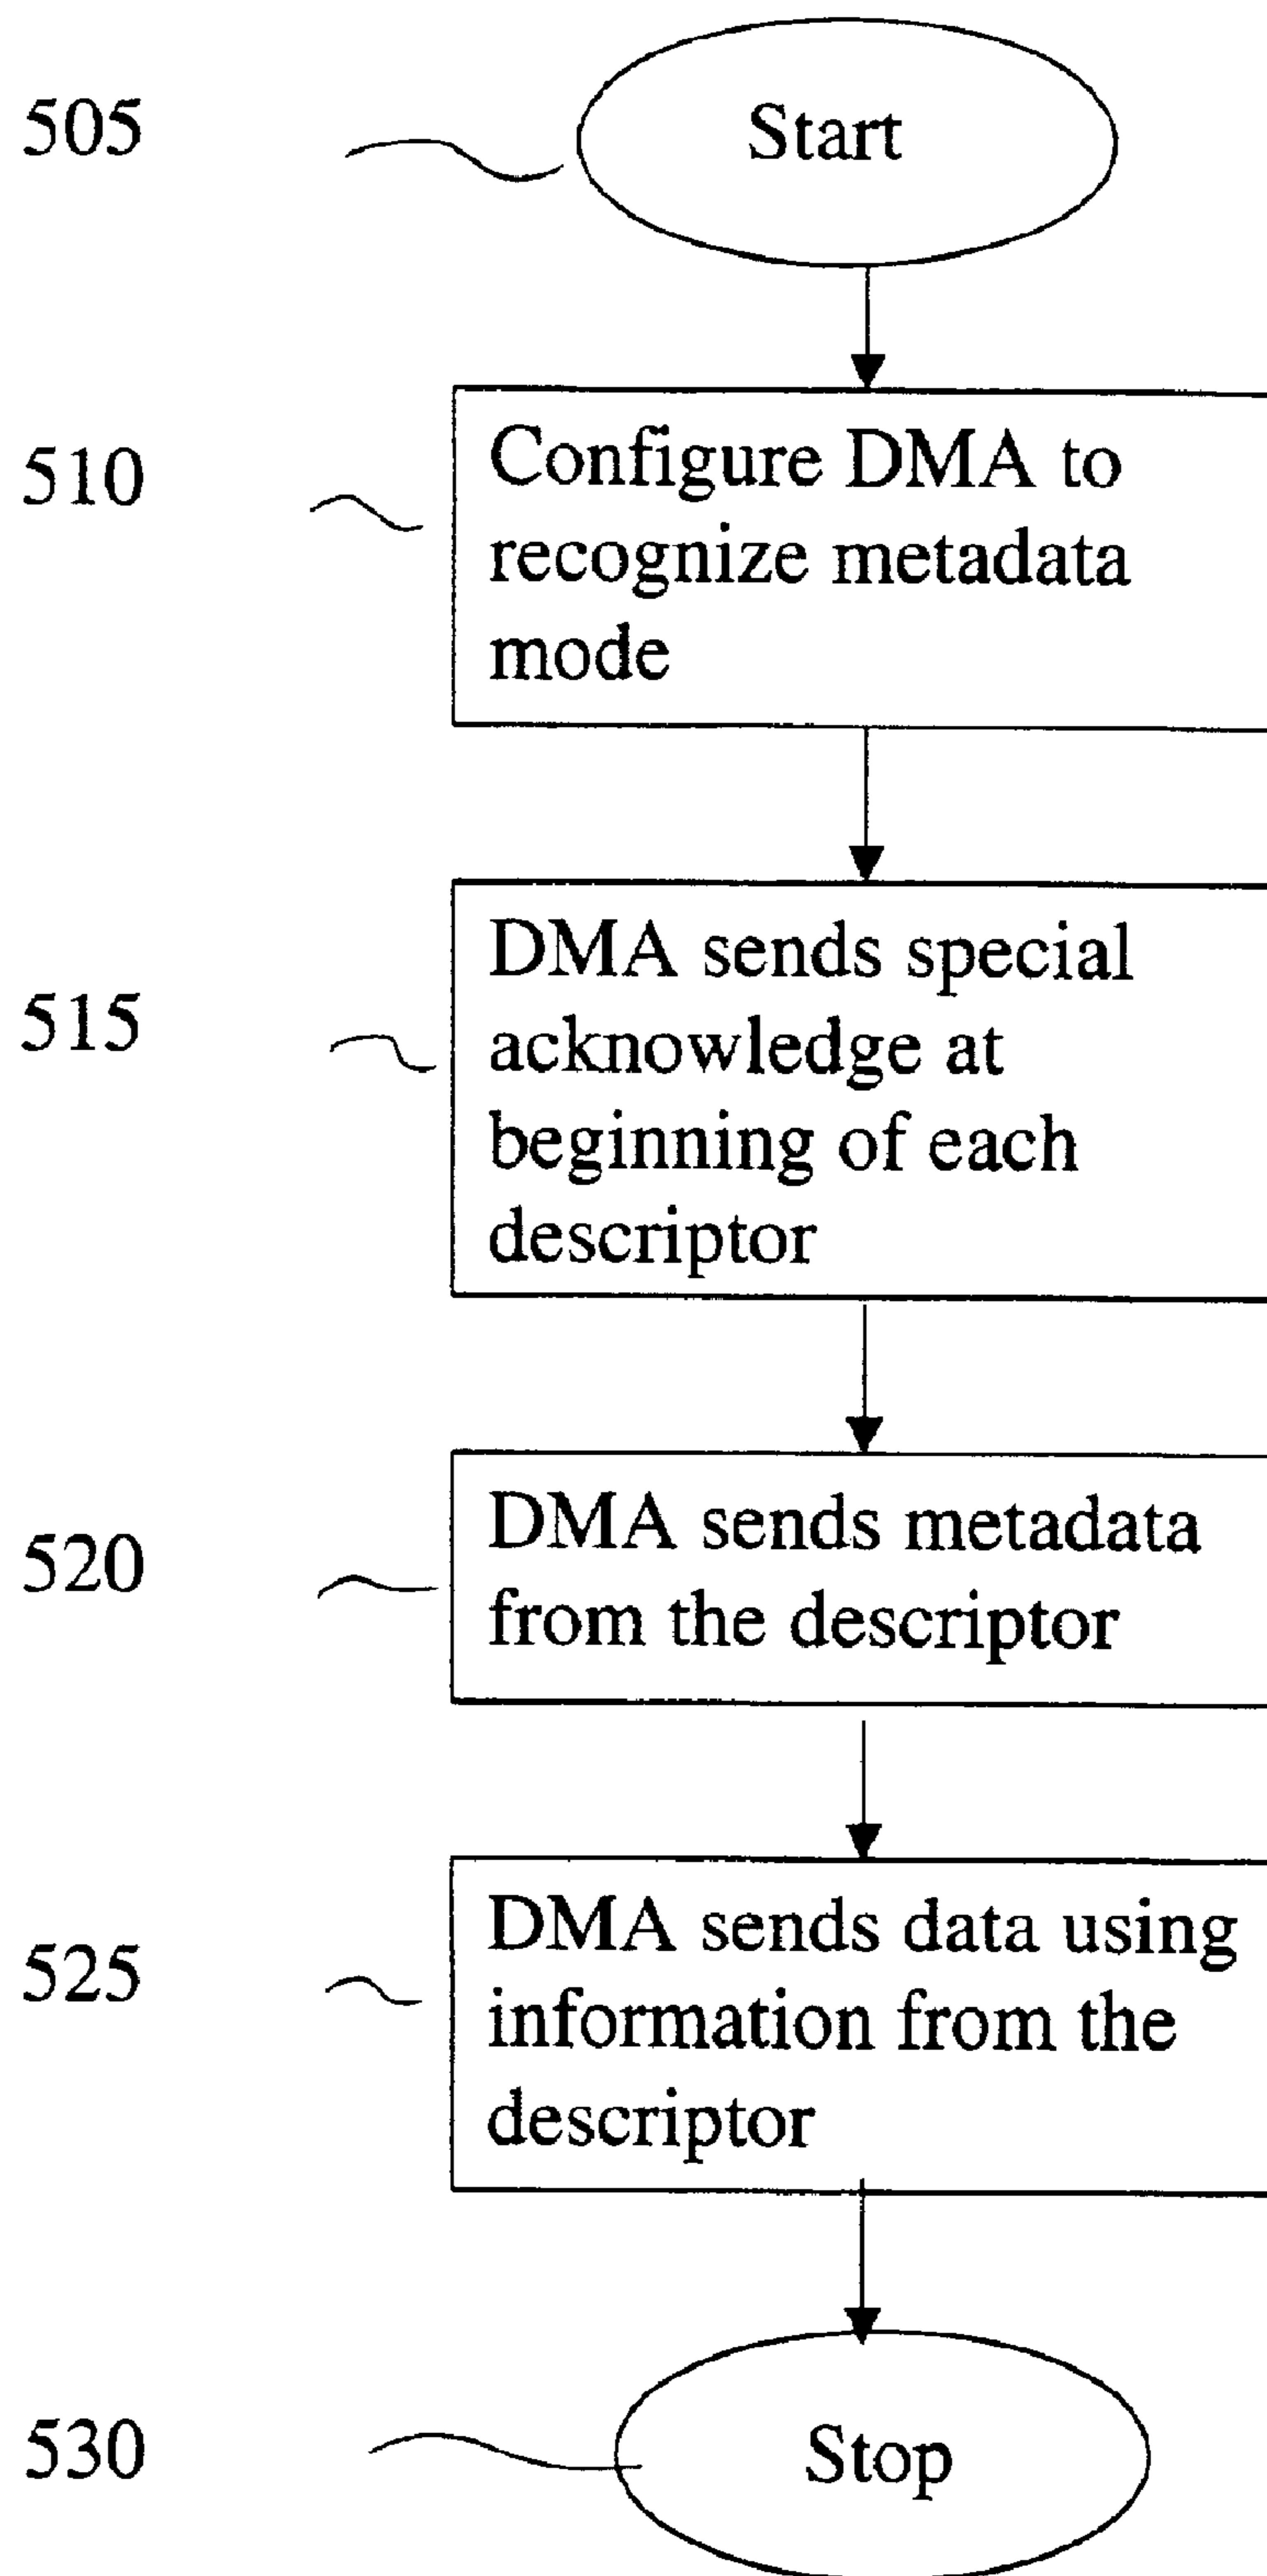 505
Start
510
Configure DMA to
recognize metadata
mode
515
DMA sends special
acknowledge at
beginning of each
descriptor
520
DMA sends metadata
from the descriptor
525
DMA sends data using
information from the
descriptor
530
Stop